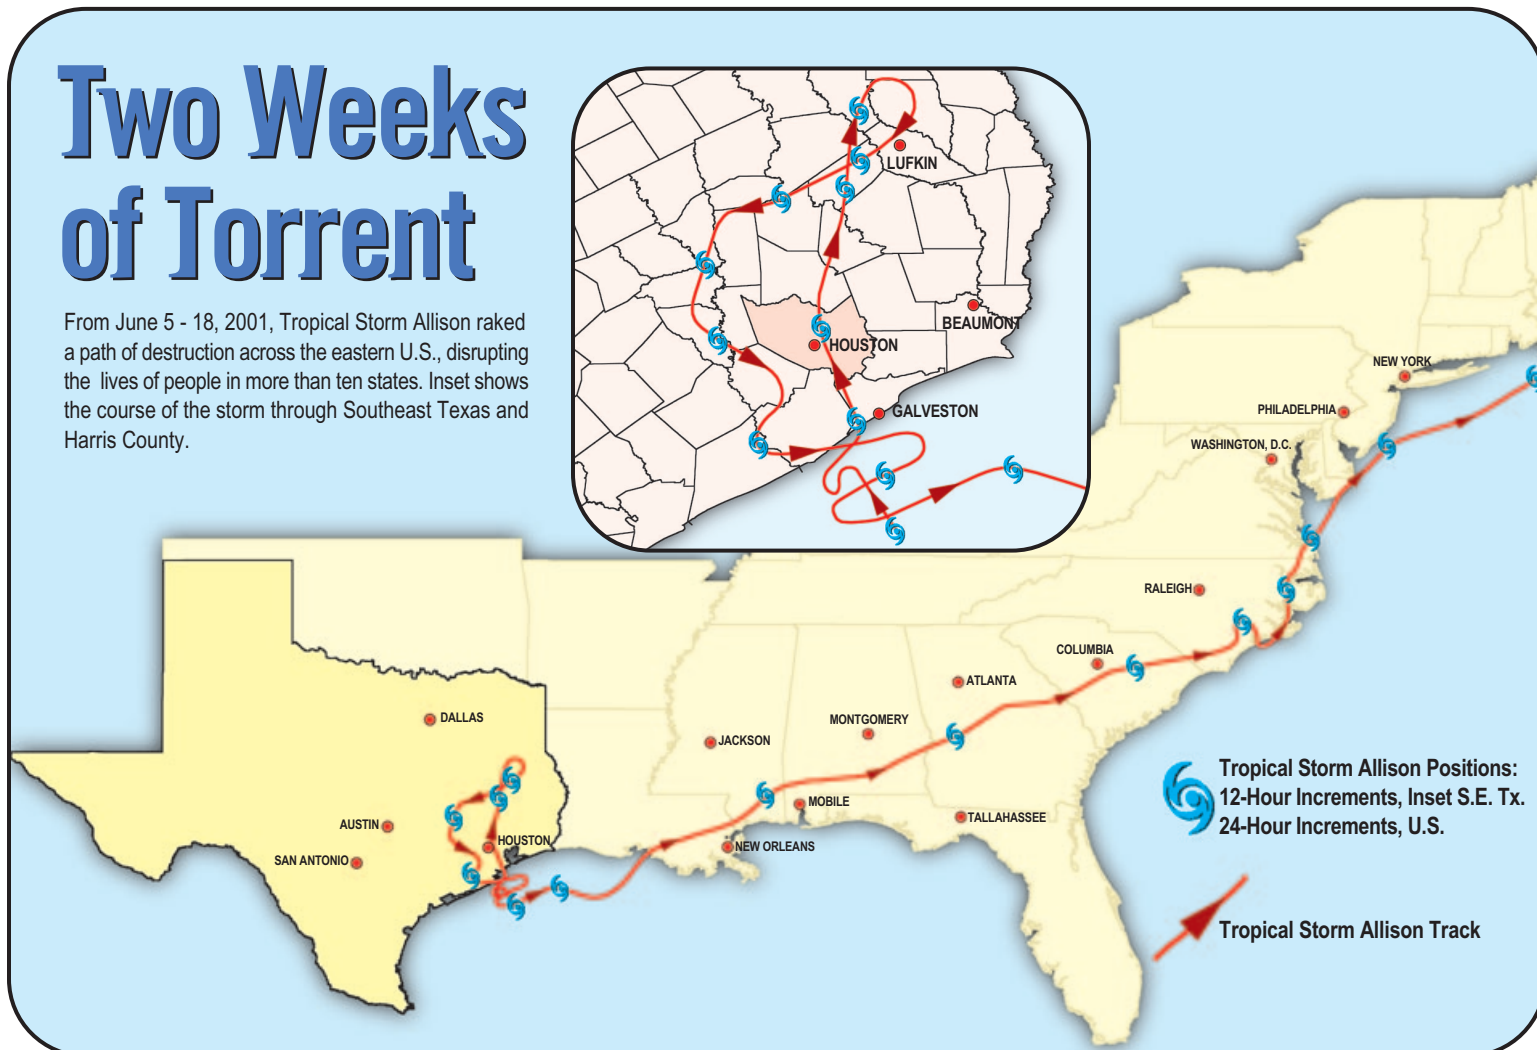 Two Weeks
of Torrent
From June 5 - 18, 2001, Tropical Storm Allison raked
a path of destruction across the eastern U.S., disrupting
the lives of people in more than ten states. Inset shows
the course of the storm through Southeast Texas and
Harris County.
LUFKIN
BEAUMONT
HOUSTON
GALVESTON
NEW YORK
PHILADELPHIA
WASHINGTON, D.C.
RALEIGH
COLUMBIA
ATLANTA
MONTGOMERY
JACKSON
DALLAS
MOBILE
TALLAHASSEE
AUSTIN
HOUSTON
NEW ORLEANS
SAN ANTONIO
Tropical Storm Allison Positions:
12-Hour Increments, Inset S.E. Tx.
24-Hour Increments, U.S.
Tropical Storm Allison Track